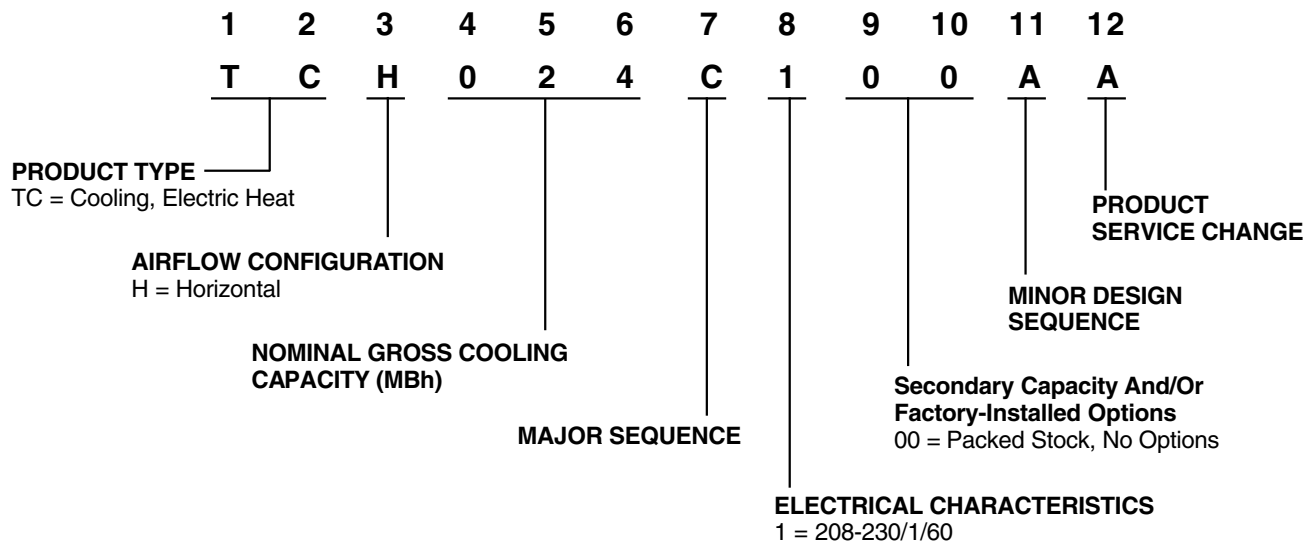 1 2 3 4 5 6 7 8 9 10 11 12
T C H 0 2 4 C 1 0 0 A A
PRODUCT TYPE
TC = Cooling, Electric Heat
AIRFLOW CONFIGURATION
H = Horizontal
NOMINAL GROSS COOLING
CAPACITY (MBh)
MAJOR SEQUENCE
ELECTRICAL CHARACTERISTICS
1 = 208-230/1/60
Secondary Capacity And/Or
Factory-Installed Options
00 = Packed Stock, No Options
MINOR DESIGN
SEQUENCE
PRODUCT
SERVICE CHANGE